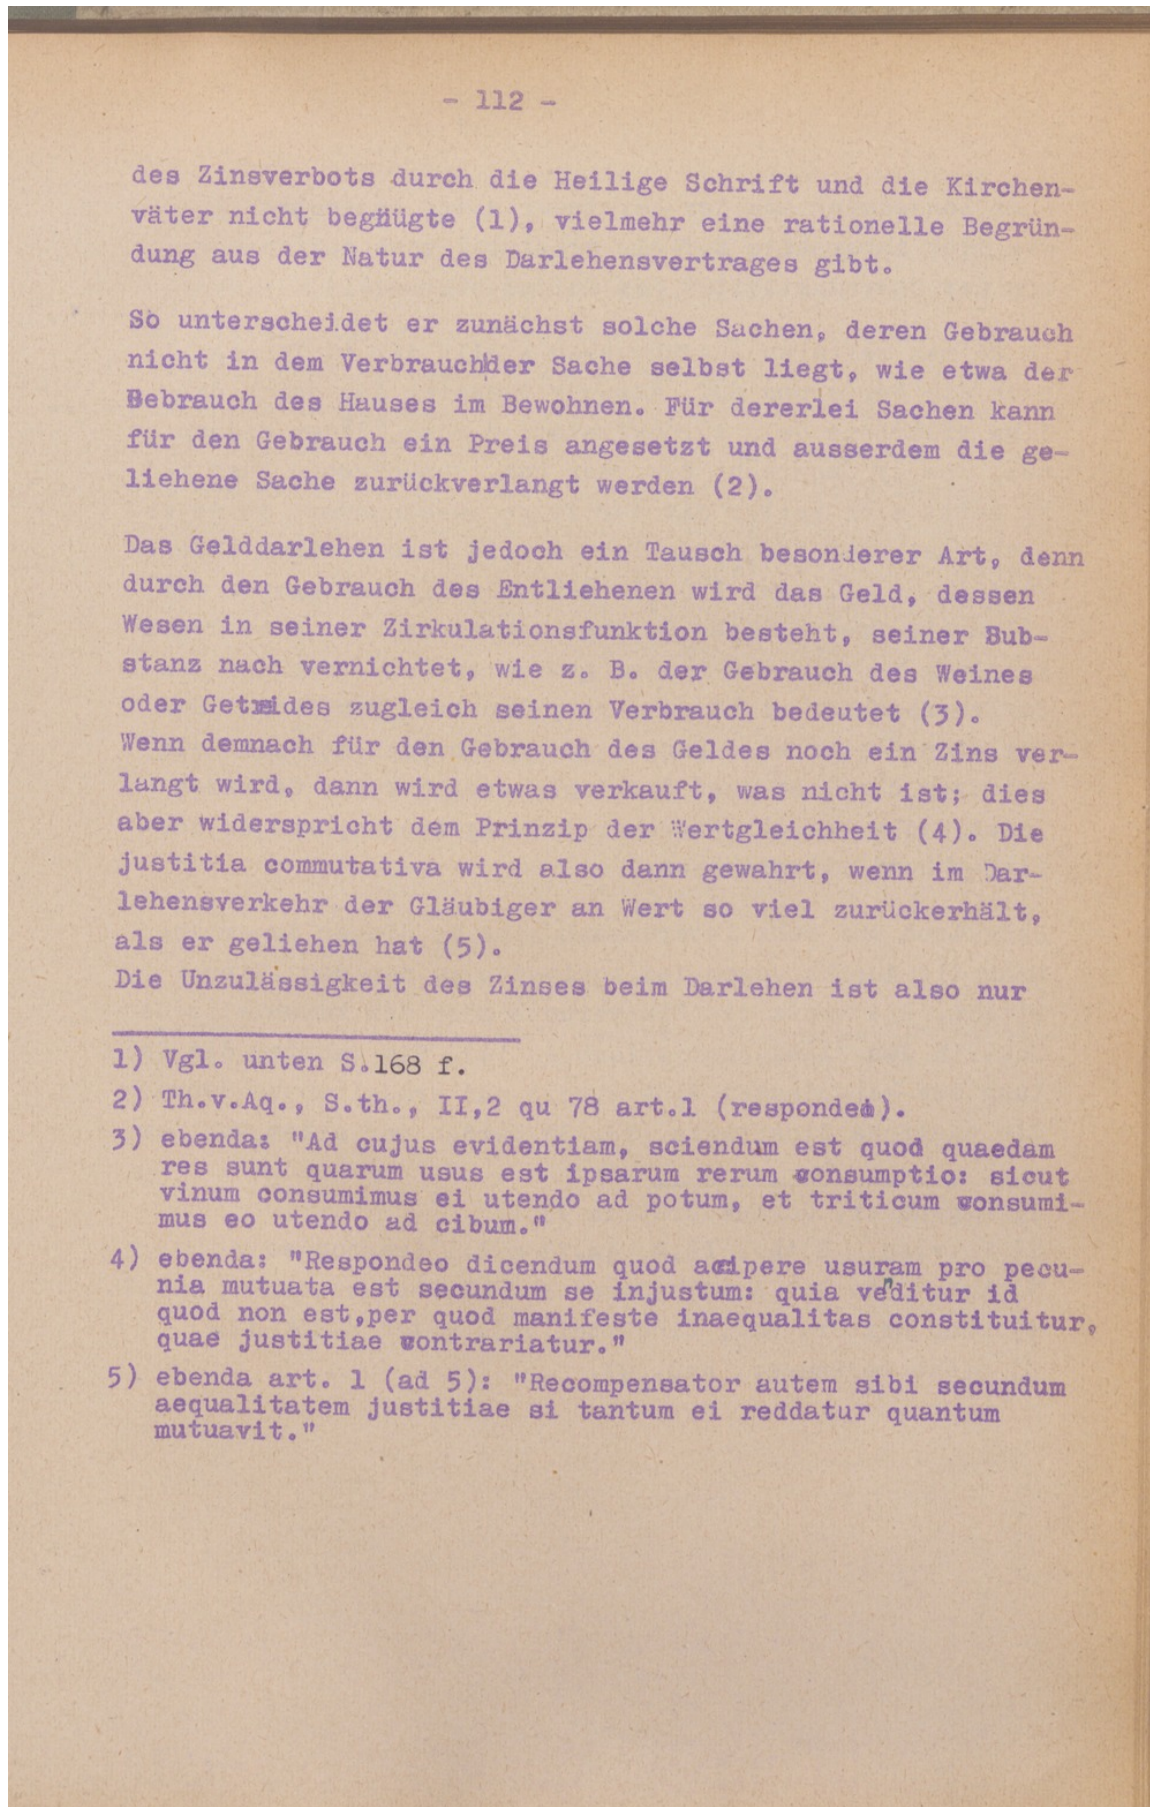 - 112 -
des Zinsverbots durch die Heilige Schrift und die Kirchen-
väter nicht begnügte (1), vielmehr eine rationelle Begrün-
dung aus der Natur des Darlehensvertrages gibt.
So unterscheidet er zunächst solche Sachen, deren Gebrauch
nicht in dem Verbrauch der Sache selbst liegt, wie etwa der
Gebrauch des Hauses im Bewohnen. Für dererlei Sachen kann
für den Gebrauch ein Preis angesetzt und ausserdem die ge-
liehene Sache zurückverlangt werden (2).
Das Gelddarlehen ist jedoch ein Tausch besonderer Art, denn
durch den Gebrauch des Entliehenen wird das Geld, dessen
Wesen in seiner Zirkulationsfunktion besteht, seiner Sub-
stanz nach vernichtet, wie z. B. der Gebrauch des Weines
oder Getreides zugleich seinen Verbrauch bedeutet (3).
Wenn demnach für den Gebrauch des Geldes noch ein Zins ver-
langt wird, dann wird etwas verkauft, was nicht ist; dies
aber widerspricht dem Prinzip der Wertgleichheit (4). Die
justitia commutativa wird also dann gewahrt, wenn im Dar-
lehensverkehr der Gläubiger an Wert so viel zurückerhält,
als er geliehen hat (5).
Die Unzulässigkeit des Zinses beim Darlehen ist also nur
1) Vgl. unten S.168 f.
2) Th.v.Aq., S.th., II,2 qu 78 art.1 (respondeo).
3) ebenda: "Ad cujus evidentiam, sciendum est quod quaedam
res sunt quarum usus est ipsarum rerum consumptio: sicut
vinum consumimus ei utendo ad potum, et triticum consumi-
mus eo utendo ad cibum."
4) ebenda: "Respondeo dicendum quod accipere usuram pro pecu-
nia mutuata est secundum se injustum: quia venditur id
quod non est,per quod manifeste inaequalitas constituitur,
quae justitiae contrariatur."
5) ebenda art. 1 (ad 5): "Recompensator autem sibi secundum
aequalitatem justitiae si tantum ei reddatur quantum
mutuavit."